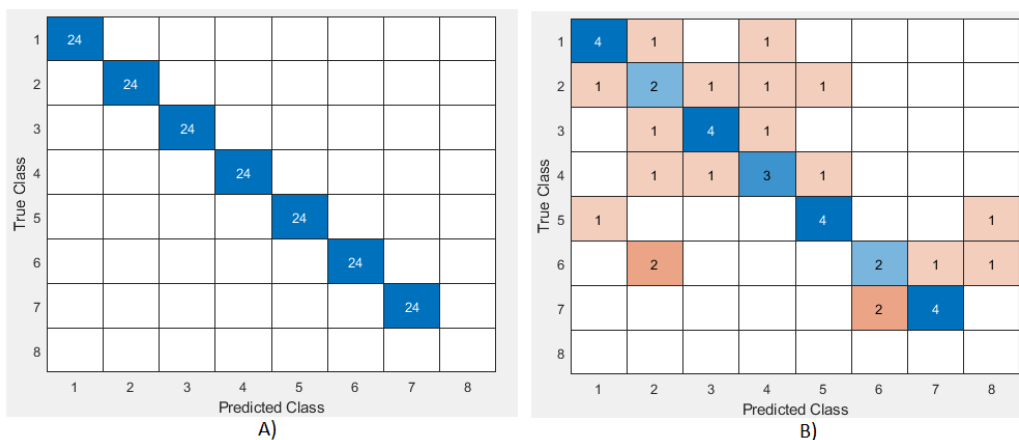 1 24
2 24
3 24
4 24
5 24
6 24
7 24
8
True Class
1 2 3 4 5 6 7 8
Predicted Class
A)
1 4 1 1
2 1 2 1 1 1
3 1 4 1
4 1 1 3 1
5 1 4 1
6 2 2 1 1
7 2 4
8
True Class
1 2 3 4 5 6 7 8
Predicted Class
B)